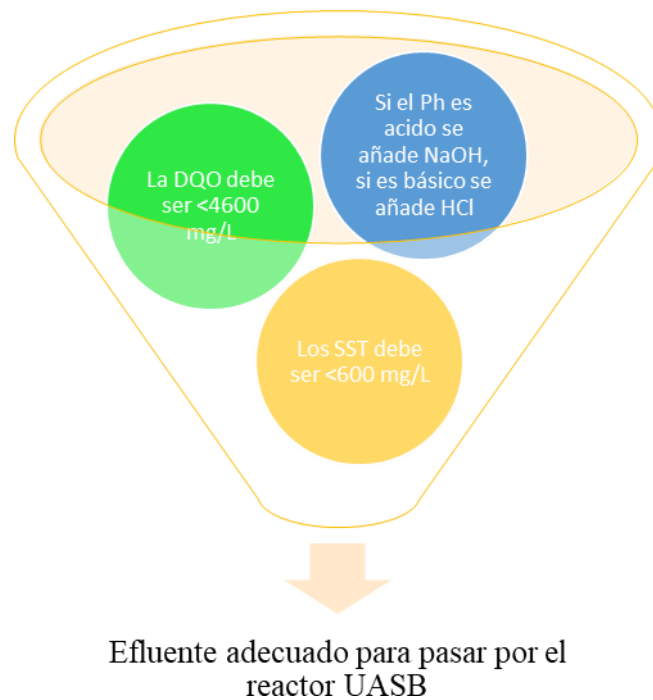 La DQO debe
ser <4600
mg/L
Si el Ph es
acido se
añade NaOH,
si es básico se
añade HCl
Los SST debe
ser <600 mg/L
Efluente adecuado para pasar por el
reactor UASB